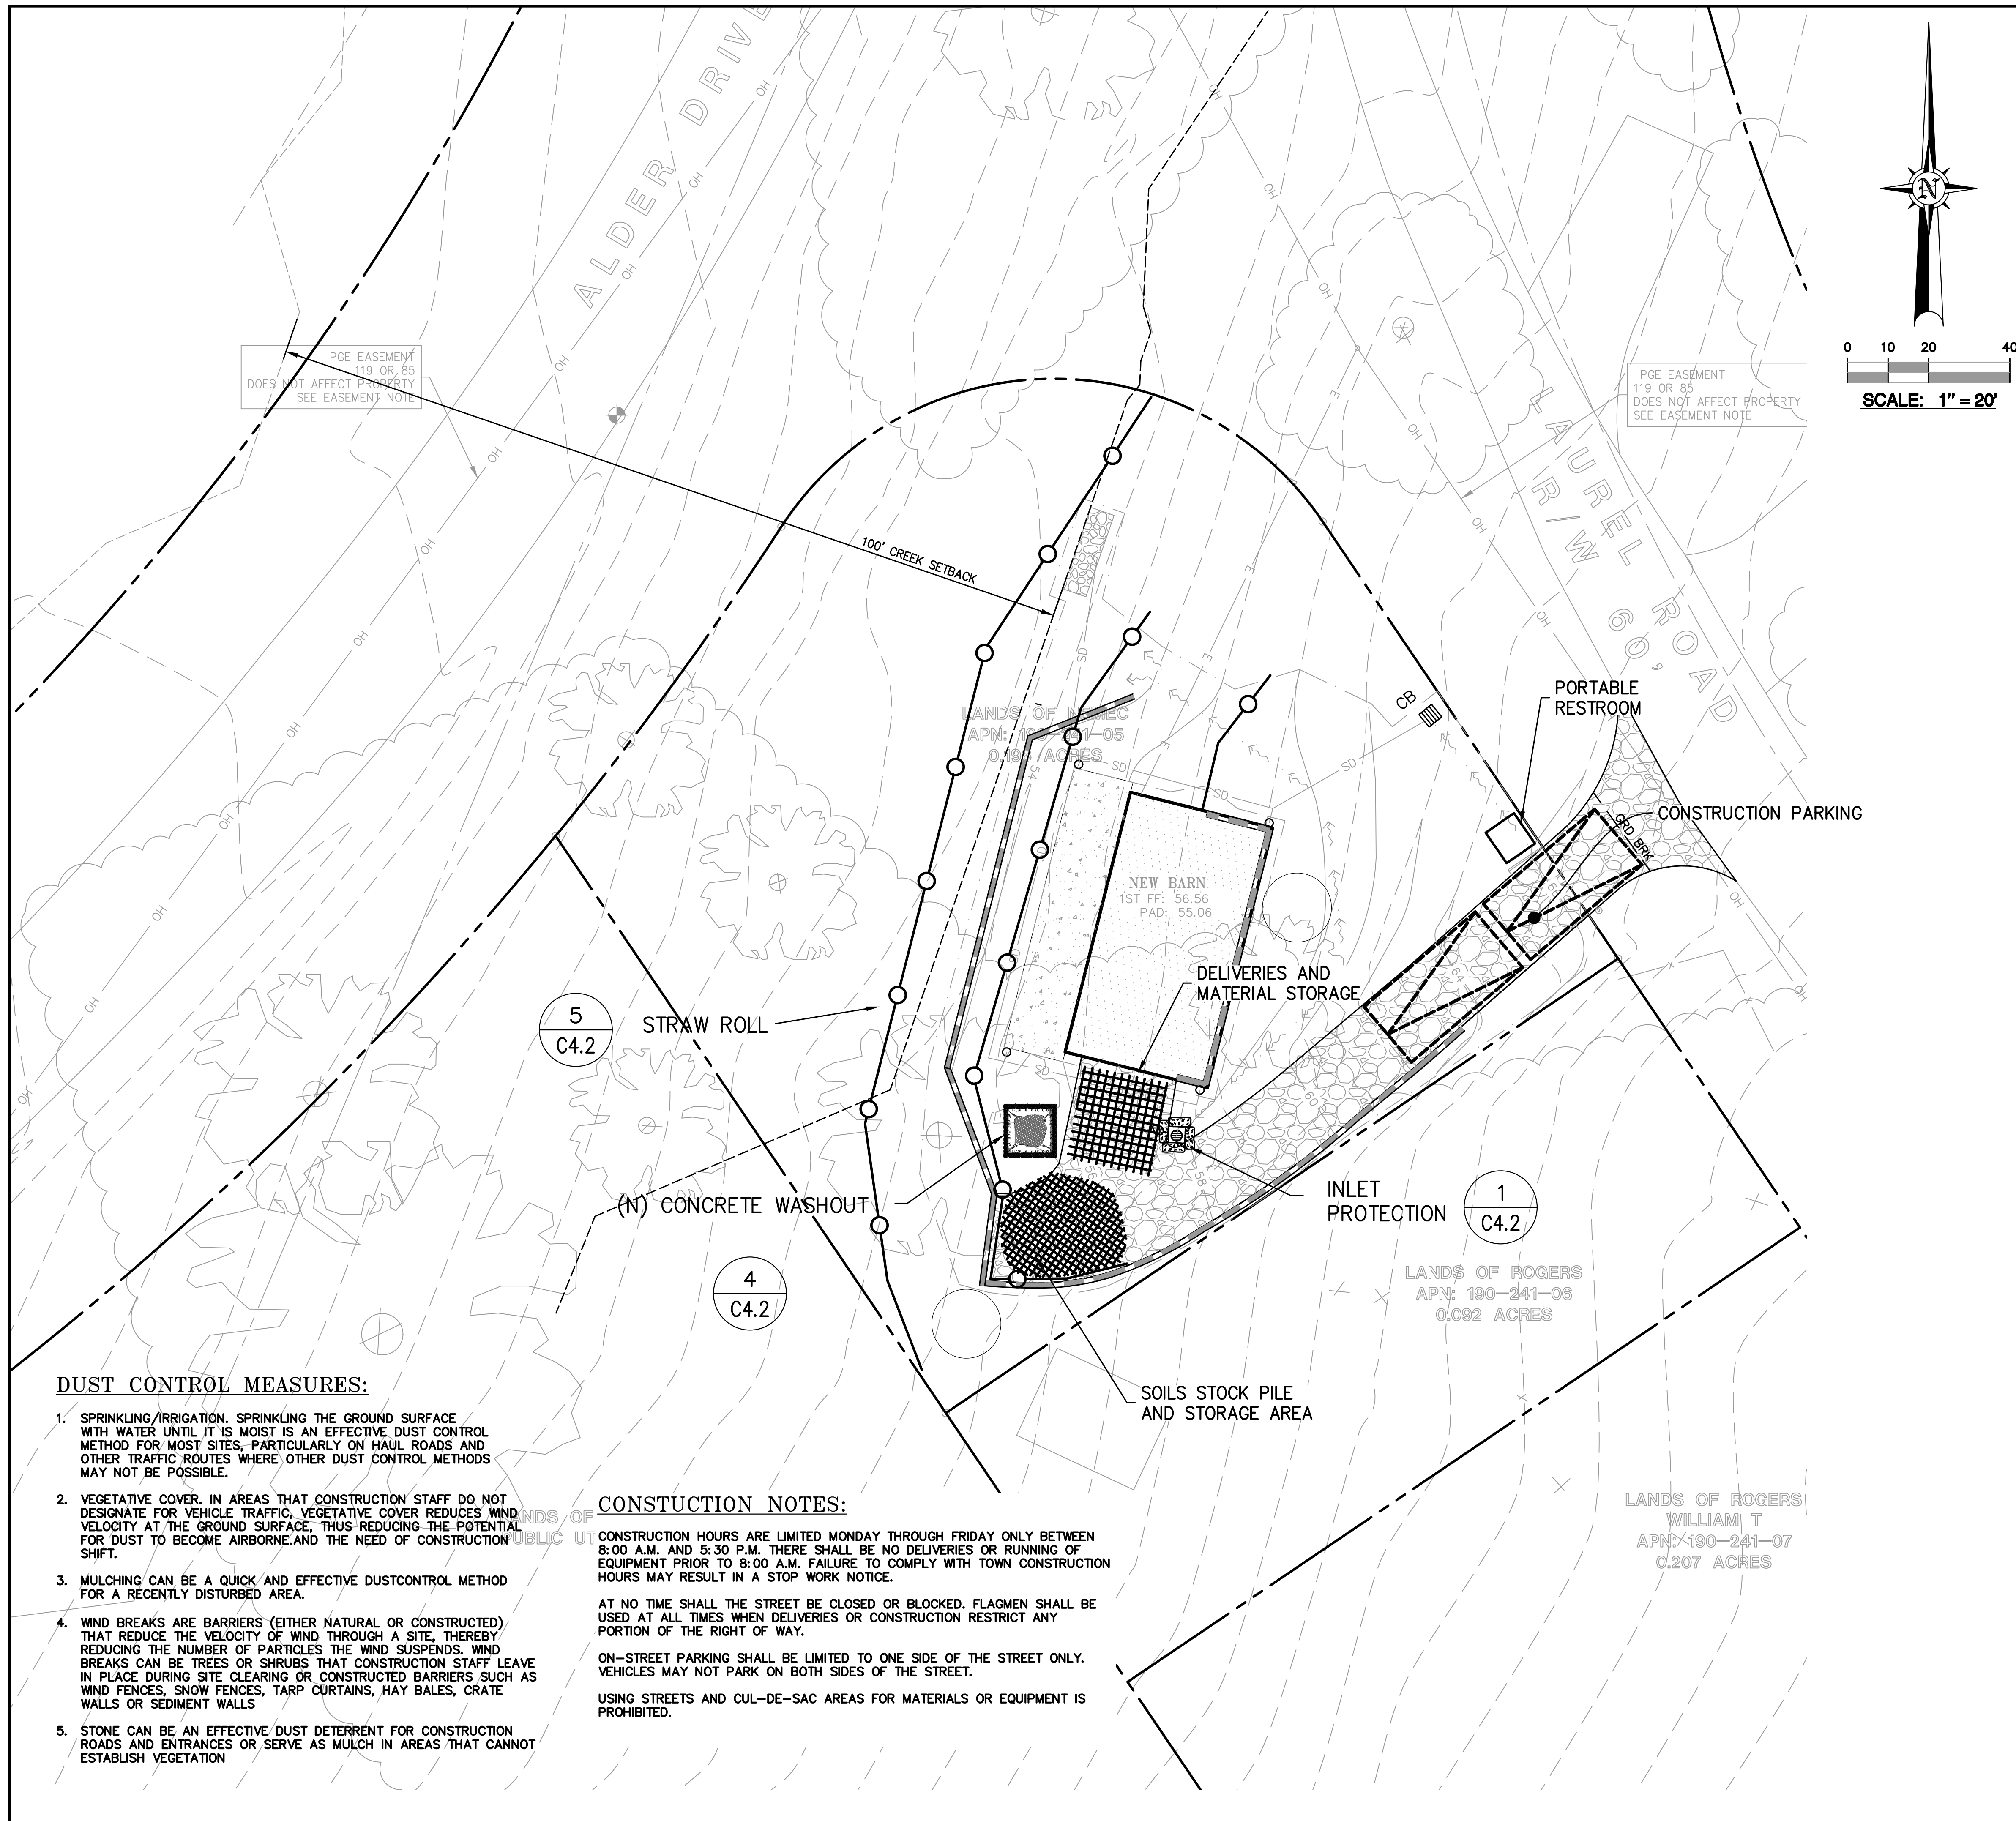 ALDER DRIVE
N
0 10 20 40
SCALE: 1" = 20'
PGE EASEMENT
119 OR 85
DOES NOT AFFECT PROPERTY
SEE EASEMENT NOTE
PGE EASEMENT
119 OR 85
DOES NOT AFFECT PROPERTY
SEE EASEMENT NOTE
LAUREL ROAD
R/W 60'
100' CREEK SETBACK
PORTABLE
RESTROOM
CB
LANDS OF NEMEC
APN: 190-241-05
ACRES
CONSTRUCTION PARKING
GRD BRK
NEW BARN
1ST FF: 56.56
PAD: 55.06
DELIVERIES AND
MATERIAL STORAGE
5
C4.2
STRAW ROLL
(N) CONCRETE WASHOUT
4
C4.2
INLET
PROTECTION
1
C4.2
LANDS OF ROGERS
APN: 190-241-06
0.092 ACRES
SOILS STOCK PILE
AND STORAGE AREA
LANDS OF ROGERS
WILLIAM T
APN: 190-241-07
0.207 ACRES
LANDS OF
PUBLIC UT
DUST CONTROL MEASURES:
1. SPRINKLING/IRRIGATION. SPRINKLING THE GROUND SURFACE
WITH WATER UNTIL IT IS MOIST IS AN EFFECTIVE DUST CONTROL
METHOD FOR MOST SITES, PARTICULARLY ON HAUL ROADS AND
OTHER TRAFFIC ROUTES WHERE OTHER DUST CONTROL METHODS
MAY NOT BE POSSIBLE.
2. VEGETATIVE COVER. IN AREAS THAT CONSTRUCTION STAFF DO NOT
DESIGNATE FOR VEHICLE TRAFFIC, VEGETATIVE COVER REDUCES WIND
VELOCITY AT THE GROUND SURFACE, THUS REDUCING THE POTENTIAL
FOR DUST TO BECOME AIRBORNE.AND THE NEED OF CONSTRUCTION
SHIFT.
3. MULCHING CAN BE A QUICK AND EFFECTIVE DUSTCONTROL METHOD
FOR A RECENTLY DISTURBED AREA.
4. WIND BREAKS ARE BARRIERS (EITHER NATURAL OR CONSTRUCTED)
THAT REDUCE THE VELOCITY OF WIND THROUGH A SITE, THEREBY
REDUCING THE NUMBER OF PARTICLES THE WIND SUSPENDS. WIND
BREAKS CAN BE TREES OR SHRUBS THAT CONSTRUCTION STAFF LEAVE
IN PLACE DURING SITE CLEARING OR CONSTRUCTED BARRIERS SUCH AS
WIND FENCES, SNOW FENCES, TARP CURTAINS, HAY BALES, CRATE
WALLS OR SEDIMENT WALLS
5. STONE CAN BE AN EFFECTIVE DUST DETERRENT FOR CONSTRUCTION
ROADS AND ENTRANCES OR SERVE AS MULCH IN AREAS THAT CANNOT
ESTABLISH VEGETATION
CONSTUCTION NOTES:
CONSTRUCTION HOURS ARE LIMITED MONDAY THROUGH FRIDAY ONLY BETWEEN
8:00 A.M. AND 5:30 P.M. THERE SHALL BE NO DELIVERIES OR RUNNING OF
EQUIPMENT PRIOR TO 8:00 A.M. FAILURE TO COMPLY WITH TOWN CONSTRUCTION
HOURS MAY RESULT IN A STOP WORK NOTICE.
AT NO TIME SHALL THE STREET BE CLOSED OR BLOCKED. FLAGMEN SHALL BE
USED AT ALL TIMES WHEN DELIVERIES OR CONSTRUCTION RESTRICT ANY
PORTION OF THE RIGHT OF WAY.
ON-STREET PARKING SHALL BE LIMITED TO ONE SIDE OF THE STREET ONLY.
VEHICLES MAY NOT PARK ON BOTH SIDES OF THE STREET.
USING STREETS AND CUL-DE-SAC AREAS FOR MATERIALS OR EQUIPMENT IS
PROHIBITED.